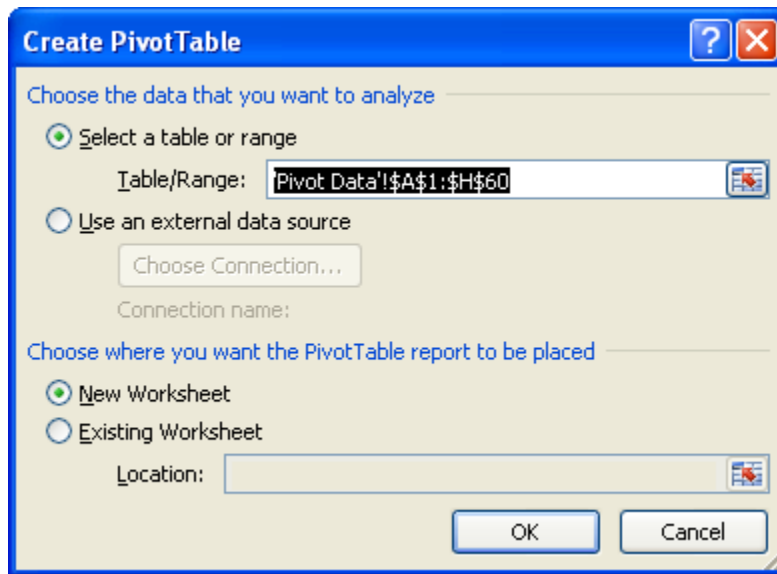 Create PivotTable
Choose the data that you want to analyze
Select a table or range
Table/Range: 'Pivot Data'!$A$1:$H$60
Use an external data source
Choose Connection...
Connection name:
Choose where you want the PivotTable report to be placed
New Worksheet
Existing Worksheet
Location:
OK Cancel